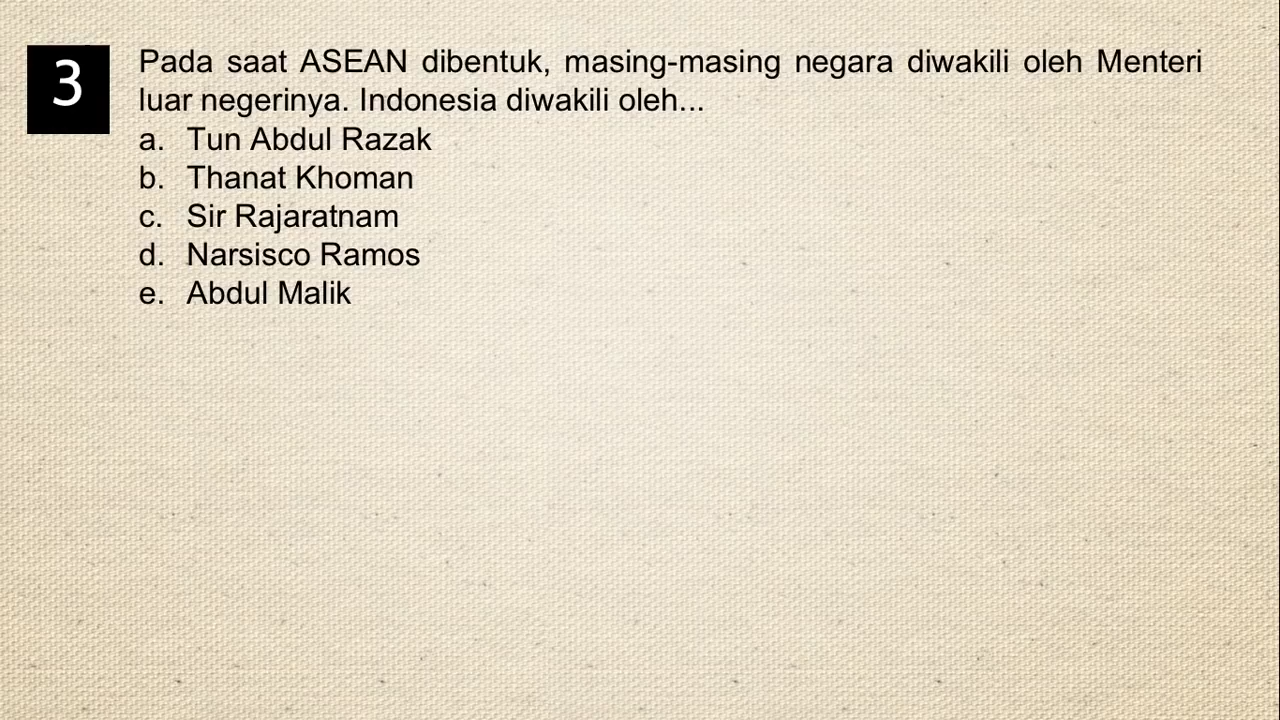 3
Pada saat ASEAN dibentuk, masing-masing negara diwakili oleh Menteri
luar negerinya. Indonesia diwakili oleh...
a. Tun Abdul Razak
b. Thanat Khoman
c. Sir Rajaratnam
d. Narsisco Ramos
e. Abdul Malik